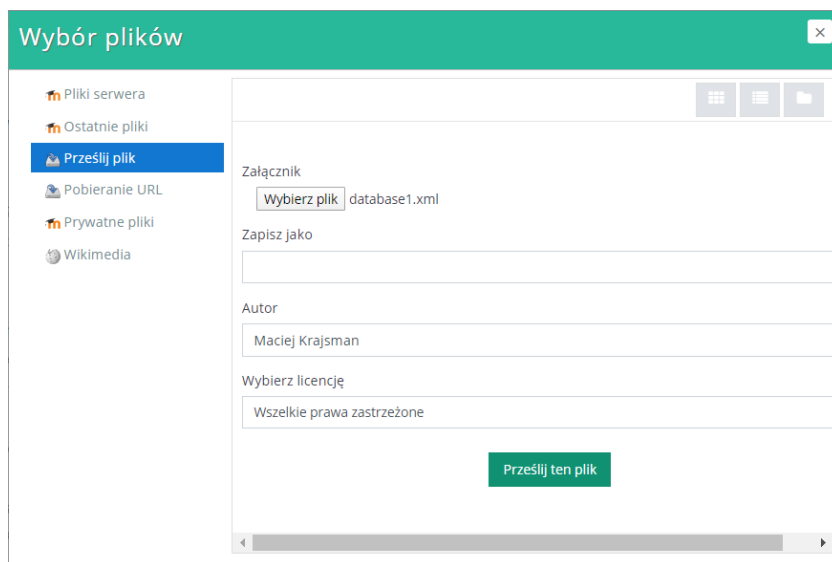 Wybór plików
×
Pliki serwera
Ostatnie pliki
Prześlij plik
Pobieranie URL
Prywatne pliki
Wikimedia
Załącznik
Wybierz plik database1.xml
Zapisz jako
Autor
Maciej Krajsman
Wybierz licencję
Wszelkie prawa zastrzeżone
Prześlij ten plik